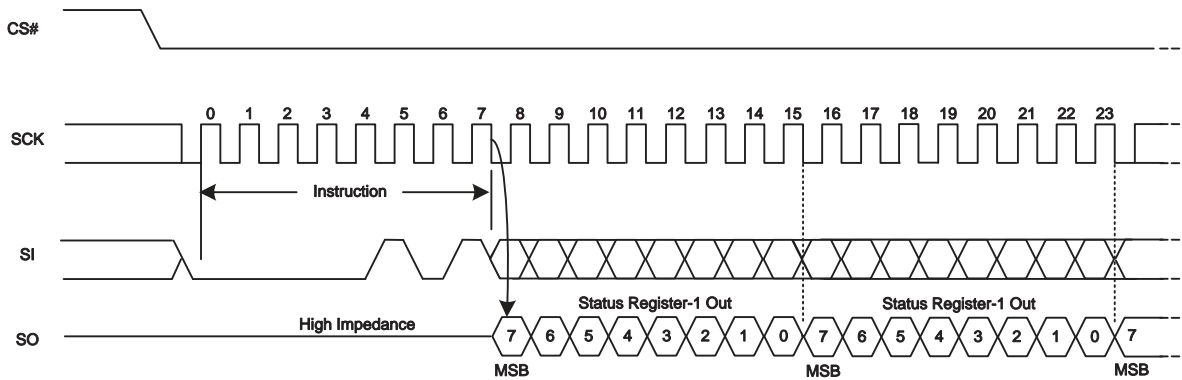 CS#
0 1 2 3 4 5 6 7 8 9 10 11 12 13 14 15 16 17 18 19 20 21 22 23
SCK
Instruction
SI
Status Register-1 Out Status Register-1 Out
High Impedance
SO 7 6 5 4 3 2 1 0 7 6 5 4 3 2 1 0 7
MSB MSB MSB